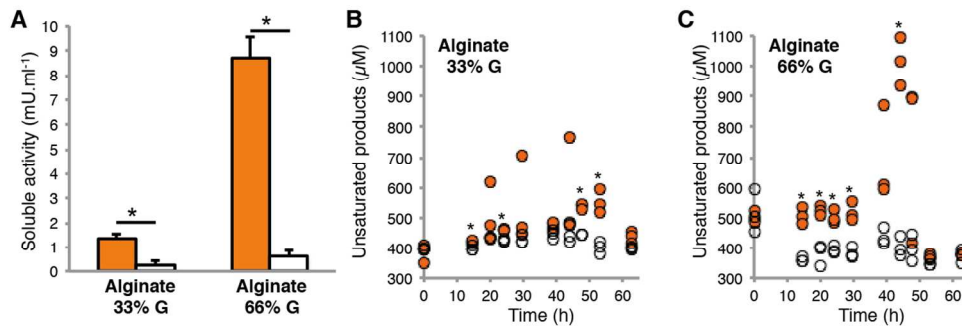 A
Soluble activity (mU.ml-1)
10
9
8
7
6
5
4
3
2
1
0
*
*
Alginate
33% G
Alginate
66% G
B
Alginate
33% G
Unsaturated products (µM)
1100
1000
900
800
700
600
500
400
300
*
*
*
*
0 10 20 30 40 50 60
Time (h)
C
Alginate
66% G
Unsaturated products (µM)
1100
1000
900
800
700
600
500
400
300
*
* * * *
0 10 20 30 40 50 60
Time (h)